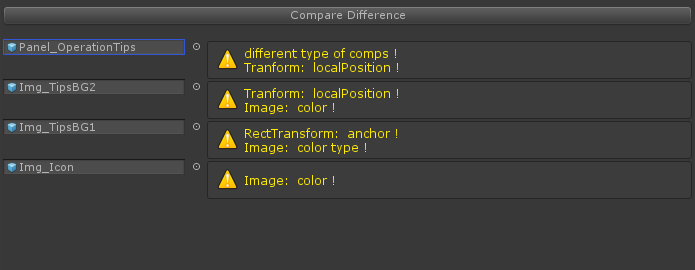 Compare Difference
Panel_OperationTips
different type of comps !
Tranform: localPosition !
Img_TipsBG2
Tranform: localPosition !
Image: color !
Img_TipsBG1
RectTransform: anchor !
Image: color type !
Img_Icon
Image: color !